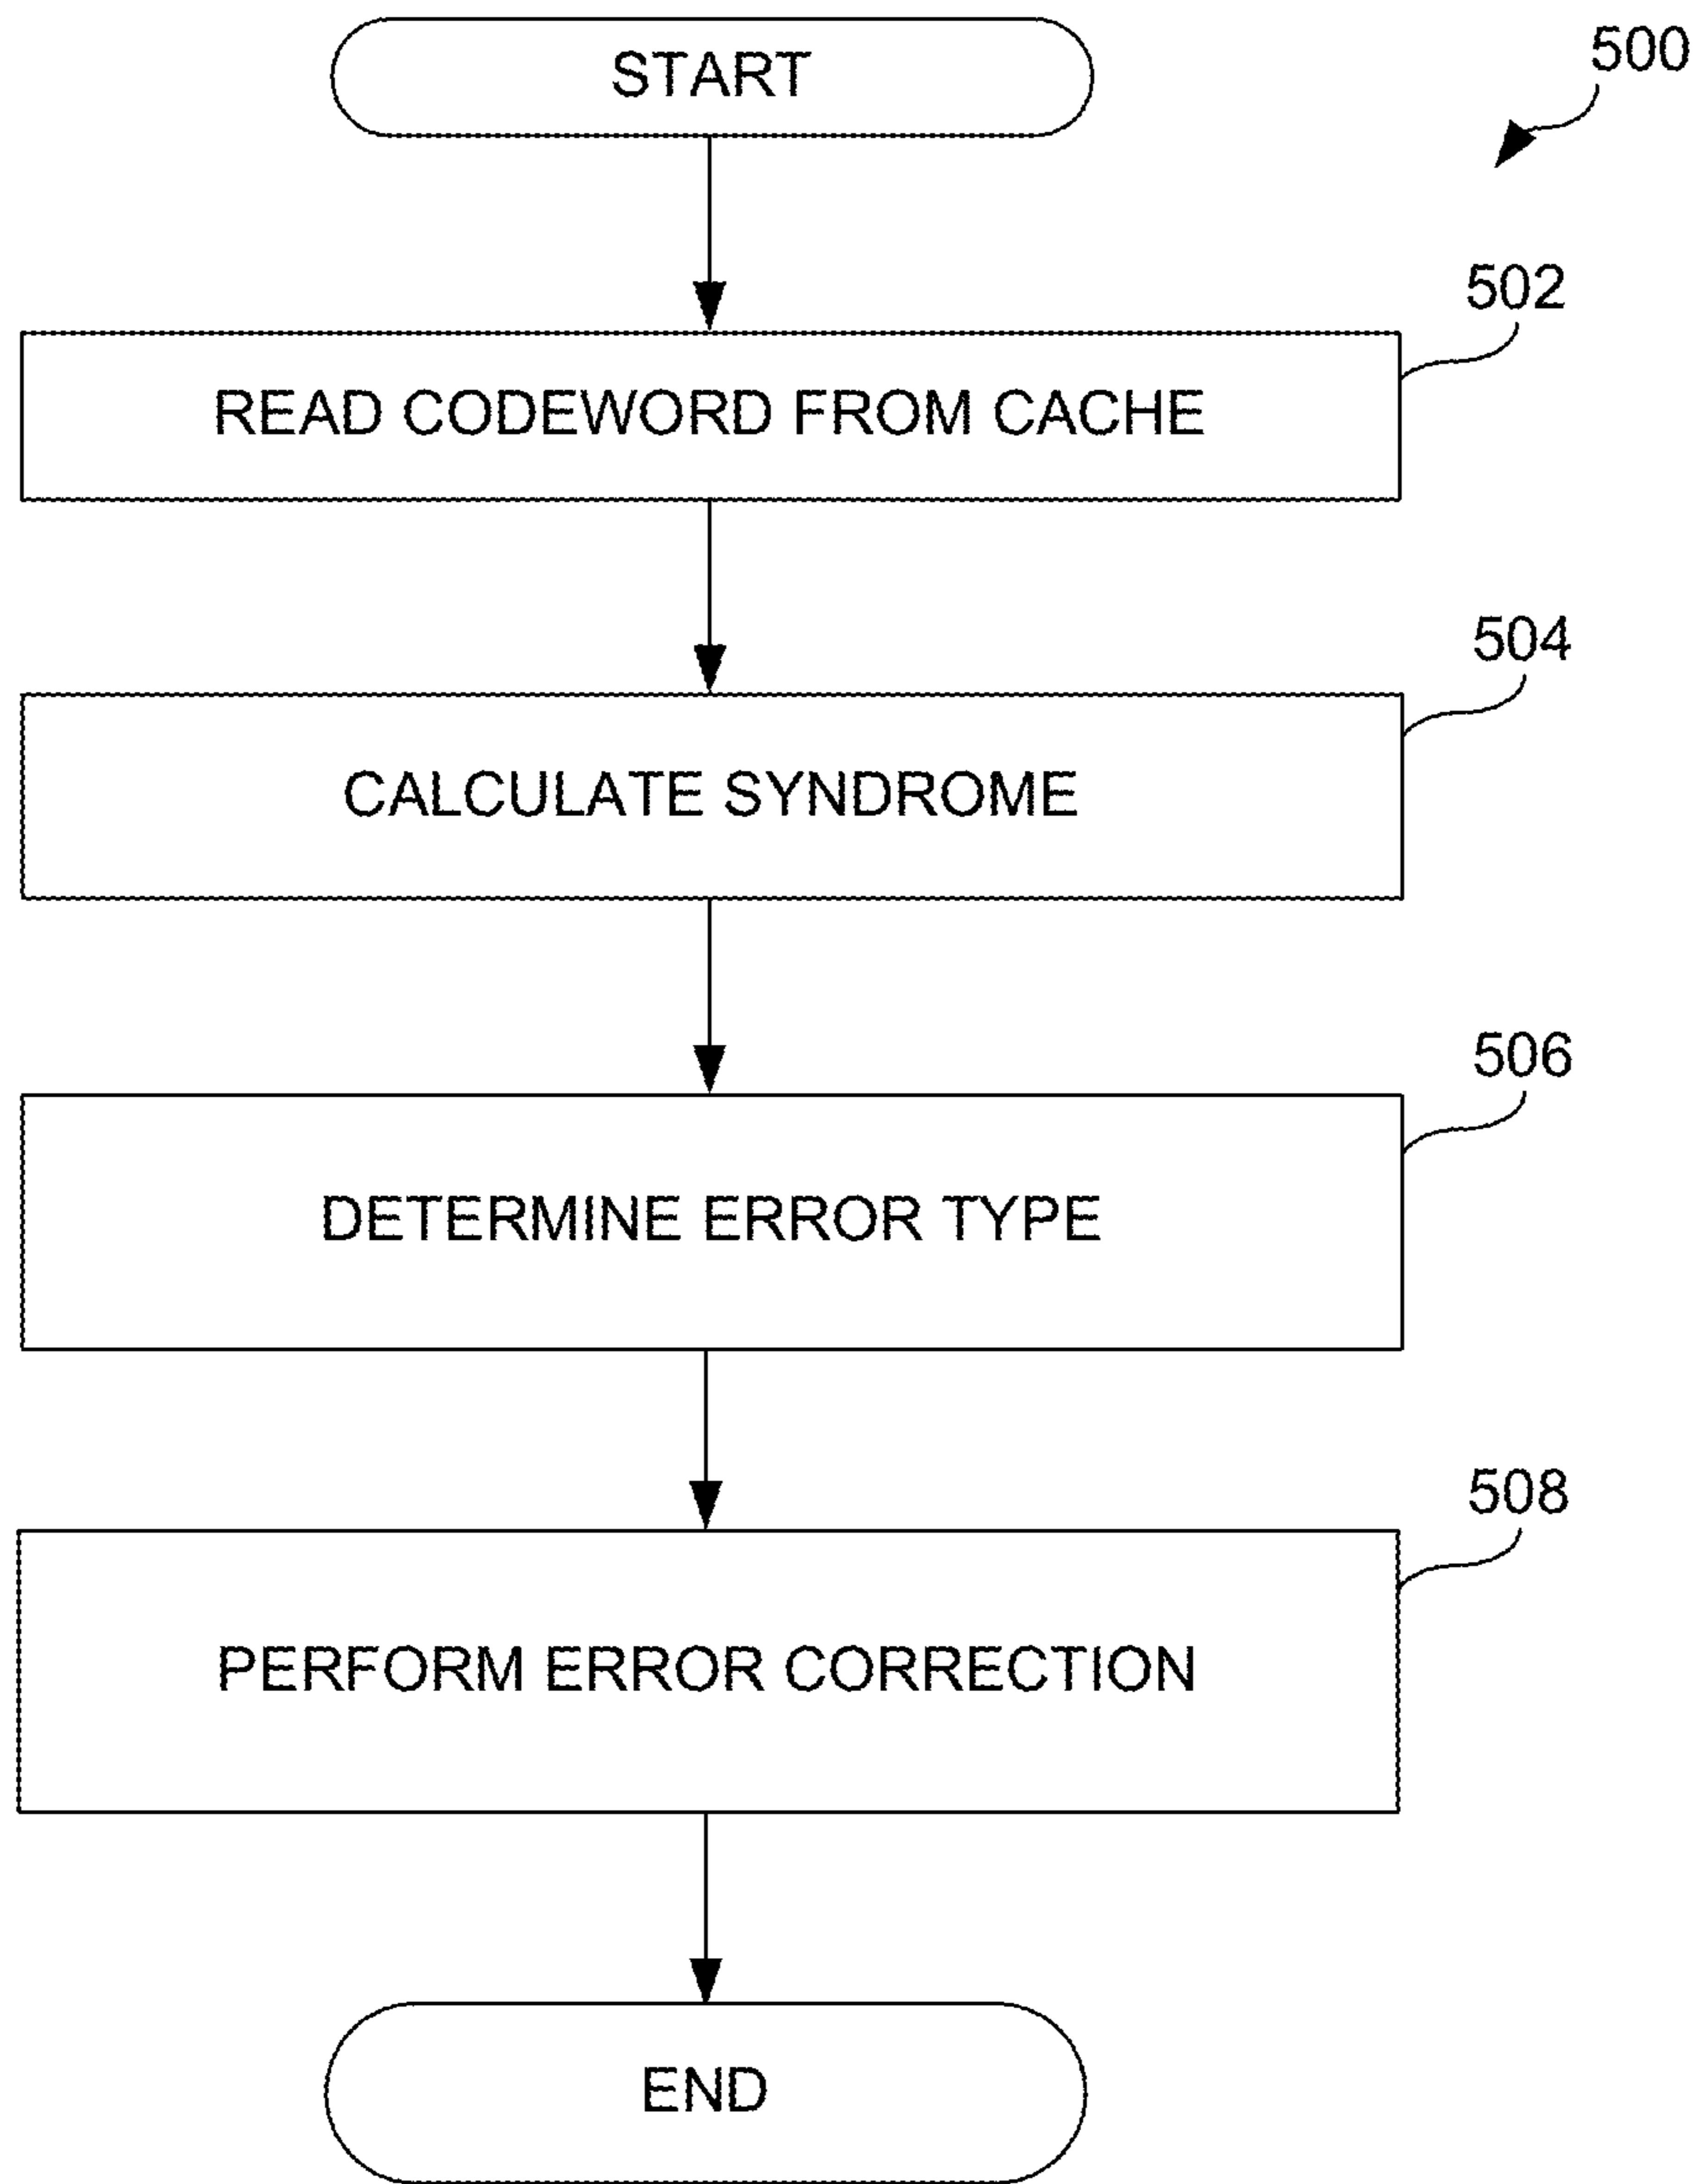 START
500
502
READ CODEWORD FROM CACHE
504
CALCULATE SYNDROME
506
DETERMINE ERROR TYPE
508
PERFORM ERROR CORRECTION
END